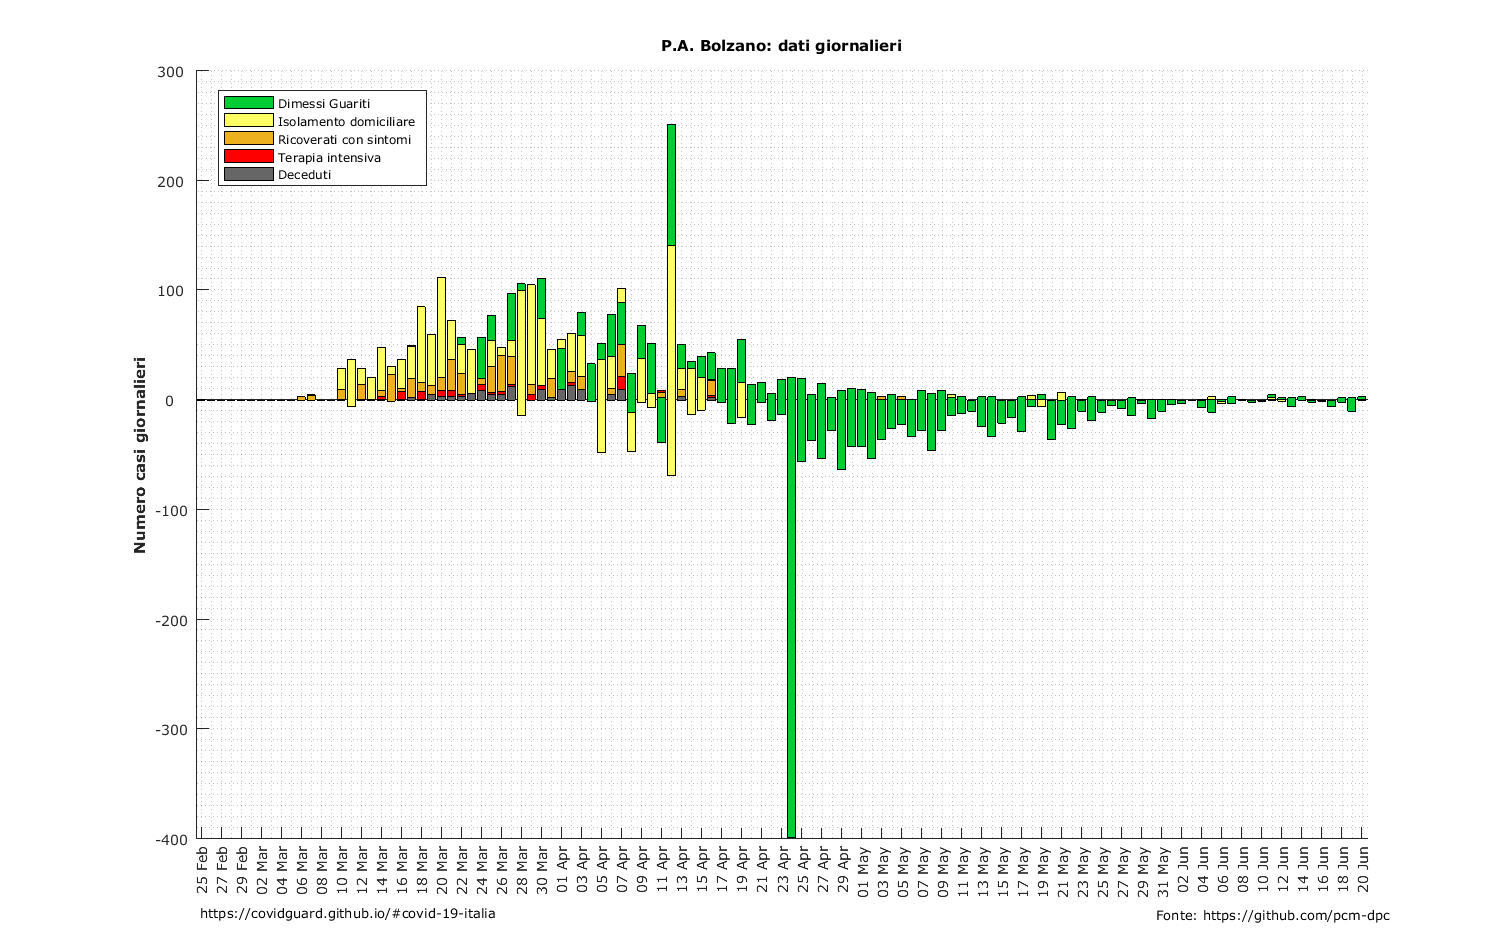 P.A. Bolzano: dati giornalieri
300
200
100
0
-100
-200
-300
-400
Numero casi giornalieri
Dimessi Guariti
Isolamento domiciliare
Ricoverati con sintomi
Terapia intensiva
Deceduti
25 Feb
27 Feb
29 Feb
02 Mar
04 Mar
06 Mar
08 Mar
10 Mar
12 Mar
14 Mar
16 Mar
18 Mar
20 Mar
22 Mar
24 Mar
26 Mar
28 Mar
30 Mar
01 Apr
03 Apr
05 Apr
07 Apr
09 Apr
11 Apr
13 Apr
15 Apr
17 Apr
19 Apr
21 Apr
23 Apr
25 Apr
27 Apr
29 Apr
01 May
03 May
05 May
07 May
09 May
11 May
13 May
15 May
17 May
19 May
21 May
23 May
25 May
27 May
29 May
31 May
02 Jun
04 Jun
06 Jun
08 Jun
10 Jun
12 Jun
14 Jun
16 Jun
18 Jun
20 Jun
https://covidguard.github.io/#covid-19-italia
Fonte: https://github.com/pcm-dpc